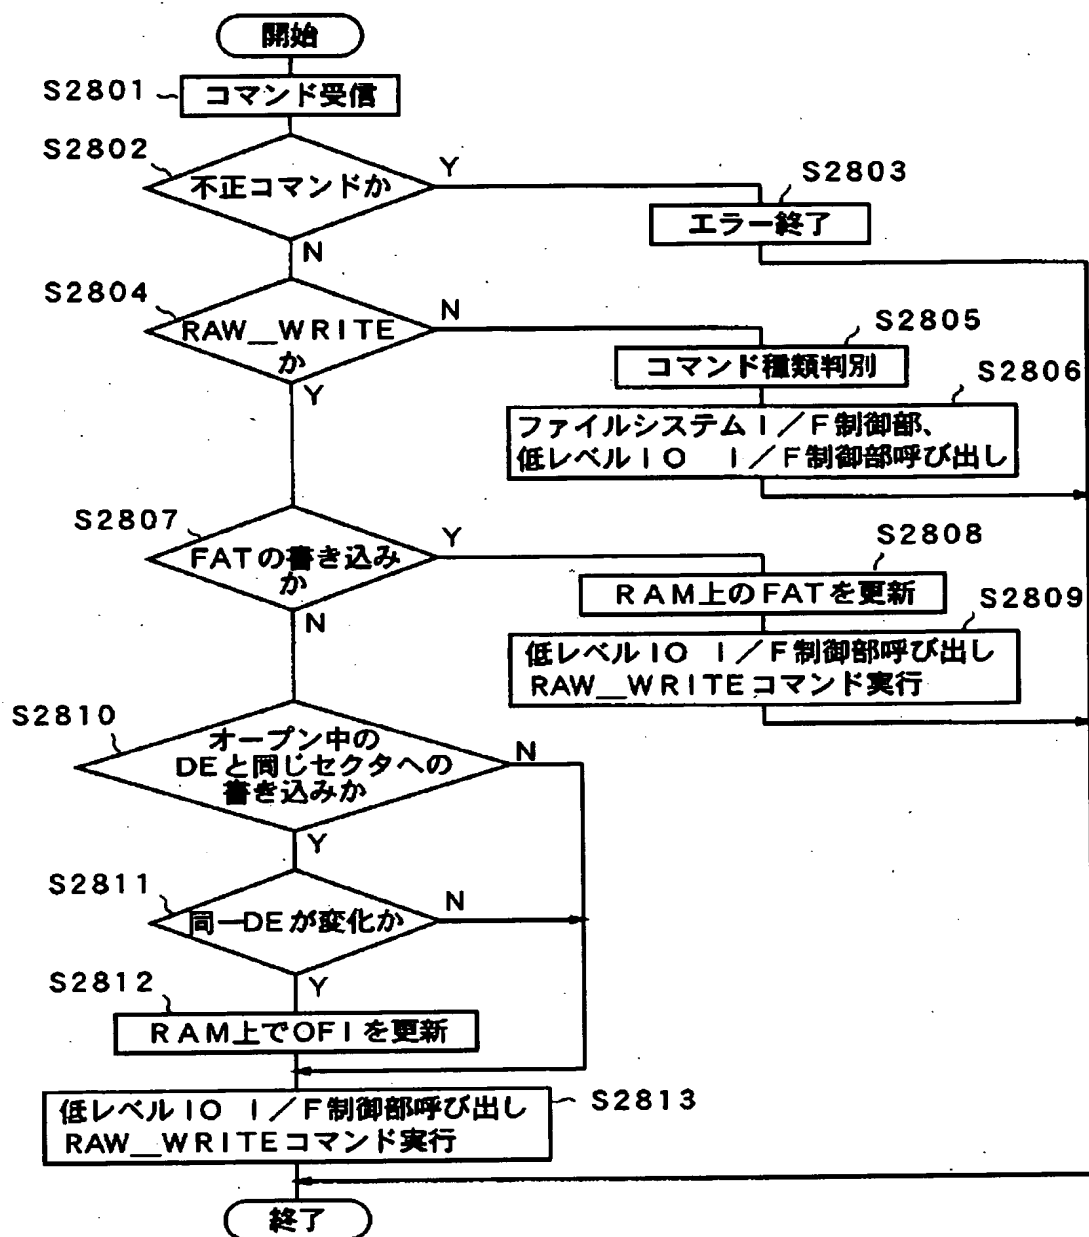 開始
S2801
コマンド受信
S2802
不正コマンドか
Y
S2803
エラー終了
N
S2804
RAW__WRITE
か
N
Y
S2805
コマンド種類判別
S2806
ファイルシステムI/F制御部、
低レベルIO I/F制御部呼び出し
S2807
FATの書き込み
か
Y
N
S2808
RAM上のFATを更新
S2809
低レベルIO I/F制御部呼び出し
RAW__WRITEコマンド実行
S2810
オープン中の
DEと同じセクタへの
書き込みか
N
Y
S2811
同一DEが変化か
N
Y
S2812
RAM上でOFIを更新
S2813
低レベルIO I/F制御部呼び出し
RAW__WRITEコマンド実行
終了